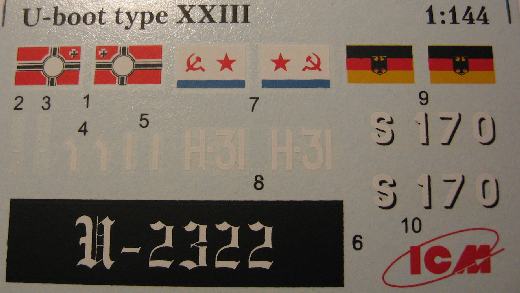 U-boot type XXIII 1:144
2 3 1 7 9
4 5 S 170
H-31 H-31
8 S 170
U-2322 6 10
ICM